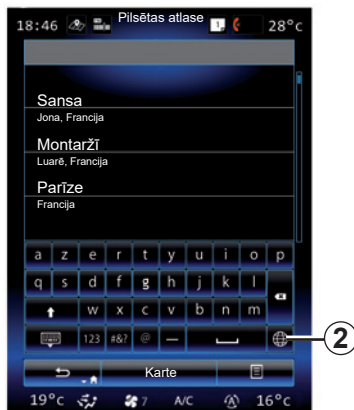 18:46 Pilsētas atlase 1 28°c
Sansa
Jona, Francija
Montaržī
Luarē, Francija
Parīze
Francija
a z e r t y u i o p
q s d f g h j k l
w x c v b n m
123 #&? @ —
2
Karte
19°c 7 A/C A 16°c